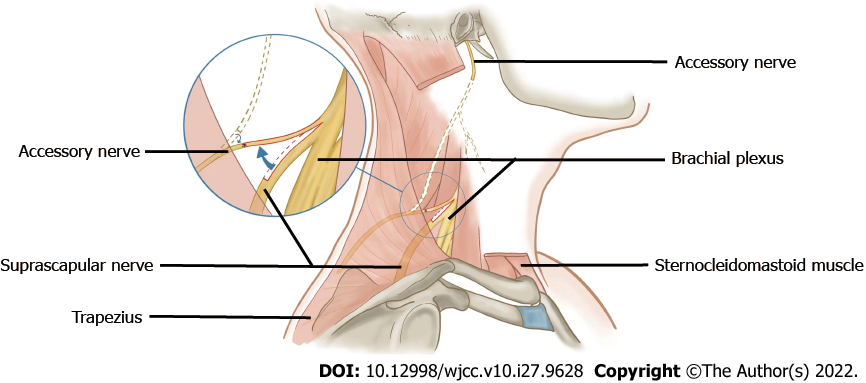 Accessory nerve
Accessory nerve
Brachial plexus
Suprascapular nerve
Sternocleidomastoid muscle
Trapezius
DOI: 10.12998/wjcc.v10.i27.9628 Copyright ©The Author(s) 2022.